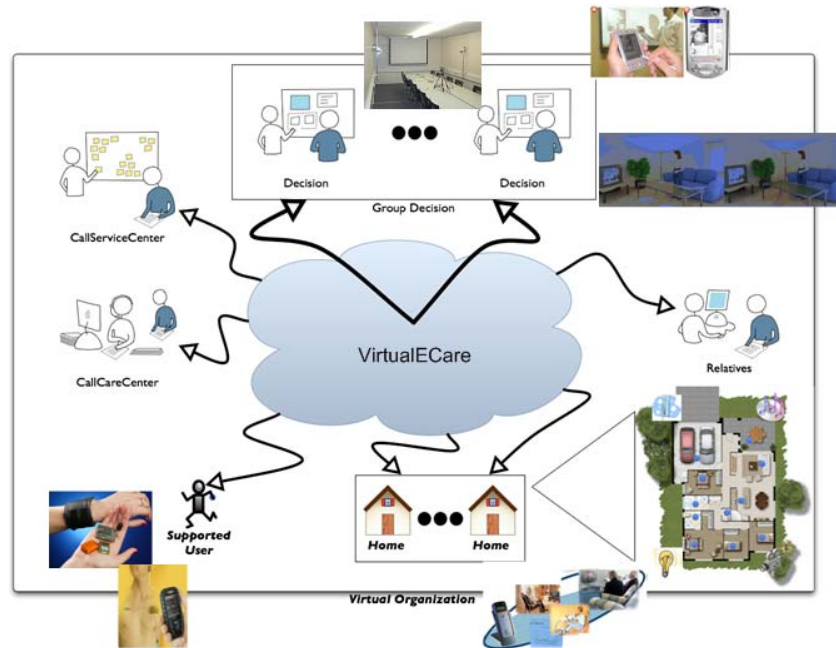 Decision
Decision
Group Decision
CallServiceCenter
VirtualECare
CallCareCenter
Relatives
Supported
User
Home
Home
Virtual Organization